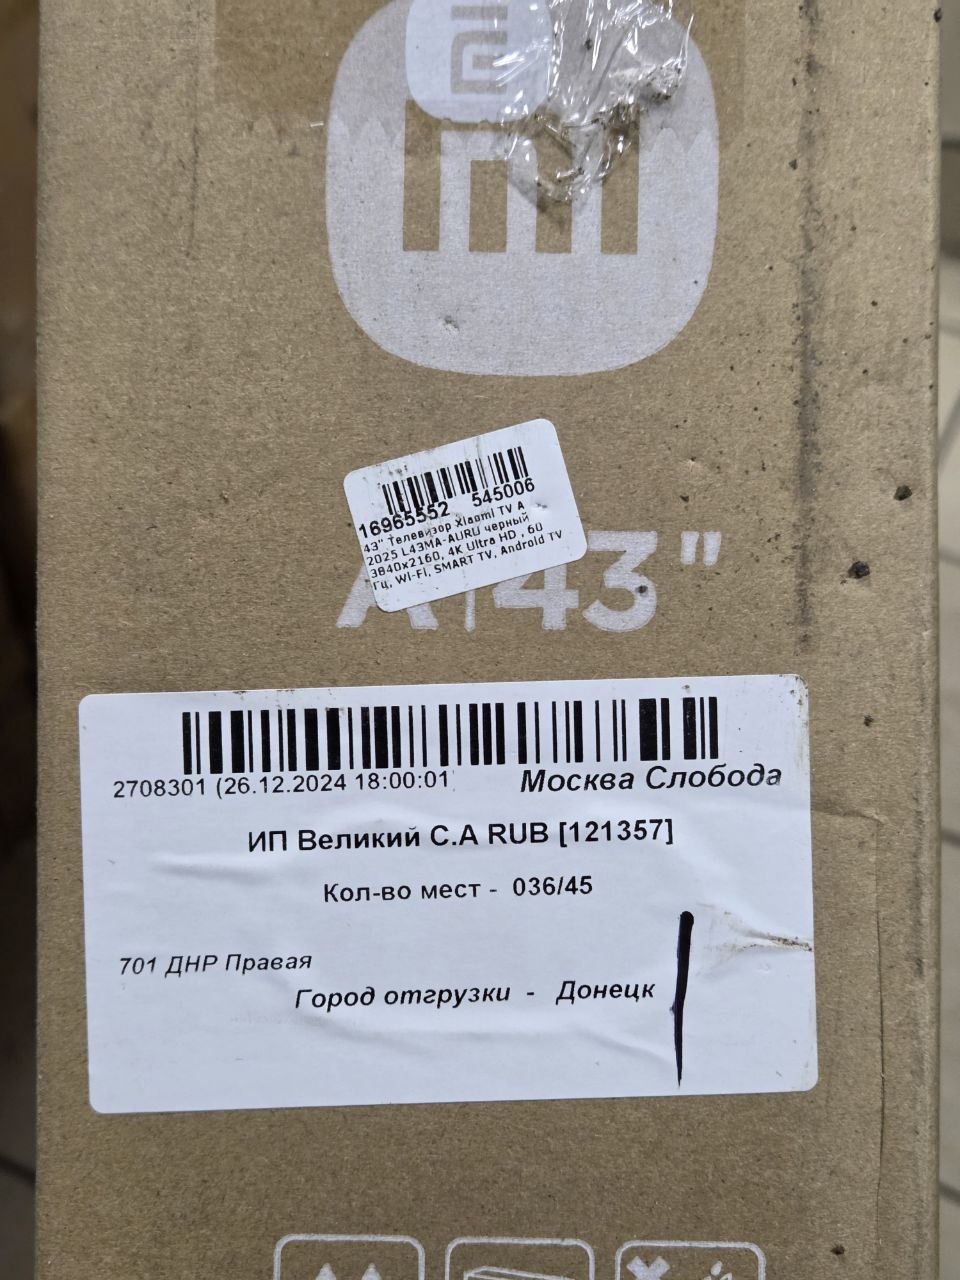 16965552 545006
43" Телевизор Xiaomi TV A
2025 L43MA-AURU черный
3840x2160, 4K Ultra HD , 60
Гц, Wi-Fi, SMART TV, Android TV
A 43"
2708301 (26.12.2024 18:00:01
Москва Слобода
ИП Великий С.А RUB [121357]
Кол-во мест - 036/45
701 ДНР Правая
Город отгрузки - Донецк